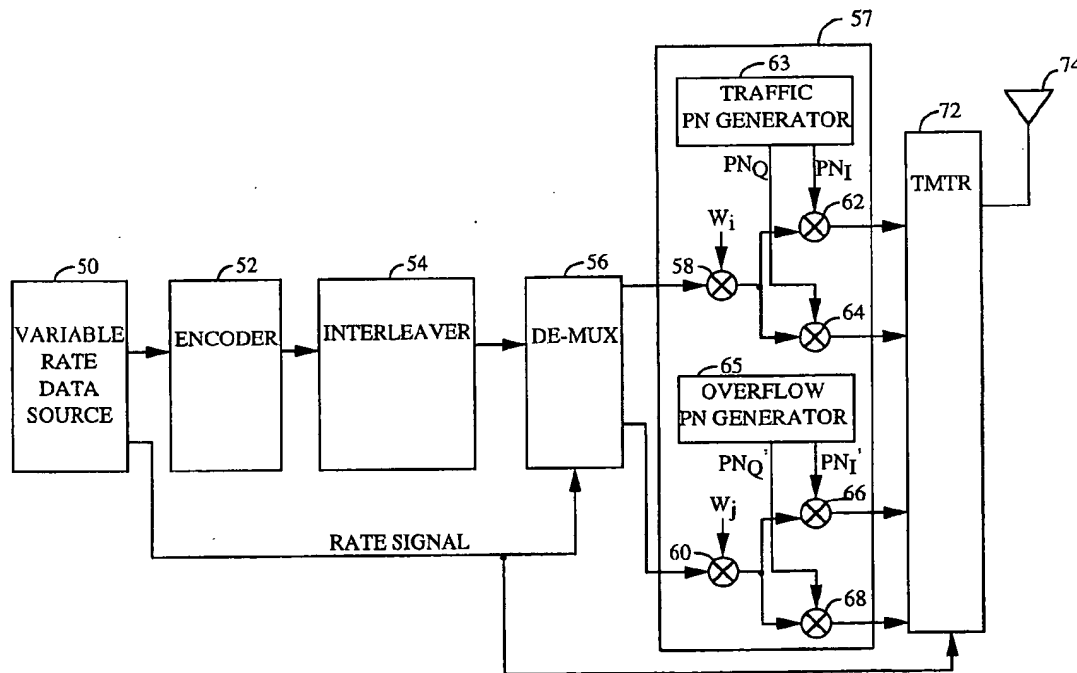 57
63
TRAFFIC
PN GENERATOR
74
72
TMTR
PNQ
PNI
62
Wi
50
52
54
56
58
VARIABLE
RATE
DATA
SOURCE
ENCODER
INTERLEAVER
DE-MUX
64
65
OVERFLOW
PN GENERATOR
PNQ'
PNI'
66
Wj
60
RATE SIGNAL
68